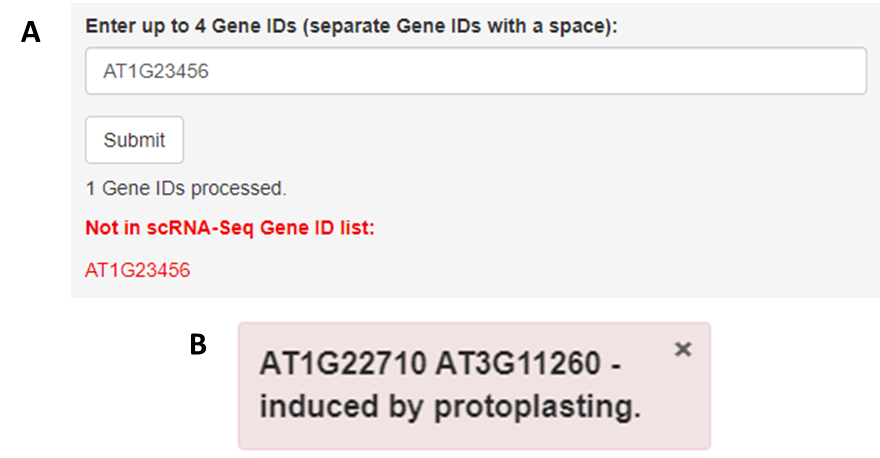 A
Enter up to 4 Gene IDs (separate Gene IDs with a space):
AT1G23456
Submit
1 Gene IDs processed.
Not in scRNA-Seq Gene ID list:
AT1G23456
B
AT1G22710 AT3G11260 - ×
induced by protoplasting.